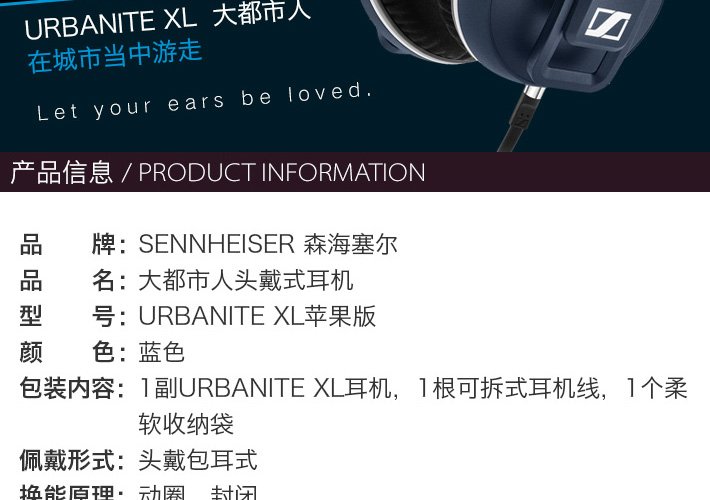 URBANITE XL 大都市人
在城市当中游走
Let your ears be loved.
产品信息 / PRODUCT INFORMATION
品 牌：SENNHEISER 森海塞尔
品 名：大都市人头戴式耳机
型 号：URBANITE XL苹果版
颜 色：蓝色
包装内容：1副URBANITE XL耳机，1根可拆式耳机线，1个柔
软收纳袋
佩戴形式：头戴包耳式
换能原理：动圈、封闭